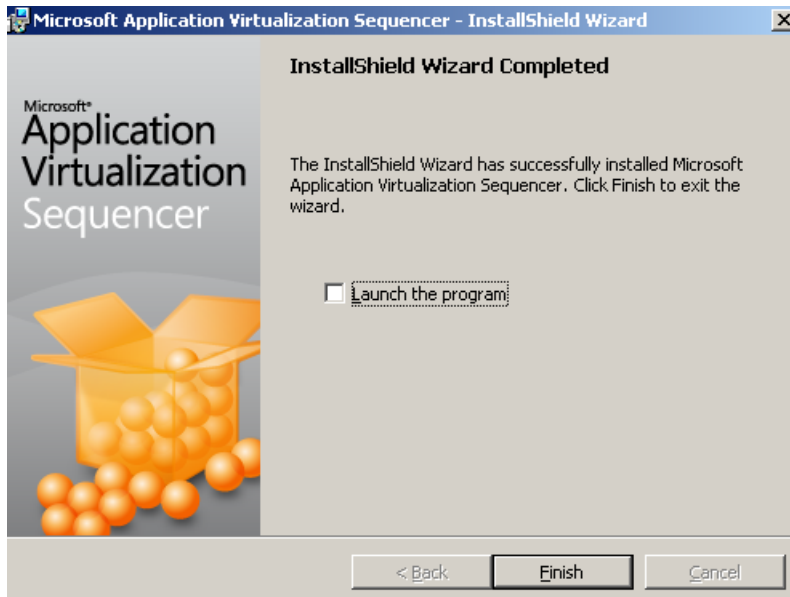 Microsoft Application Virtualization Sequencer - InstallShield Wizard
InstallShield Wizard Completed
Microsoft®
Application
Virtualization
Sequencer
The InstallShield Wizard has successfully installed Microsoft
Application Virtualization Sequencer. Click Finish to exit the
wizard.
Launch the program
< Back
Finish
Cancel